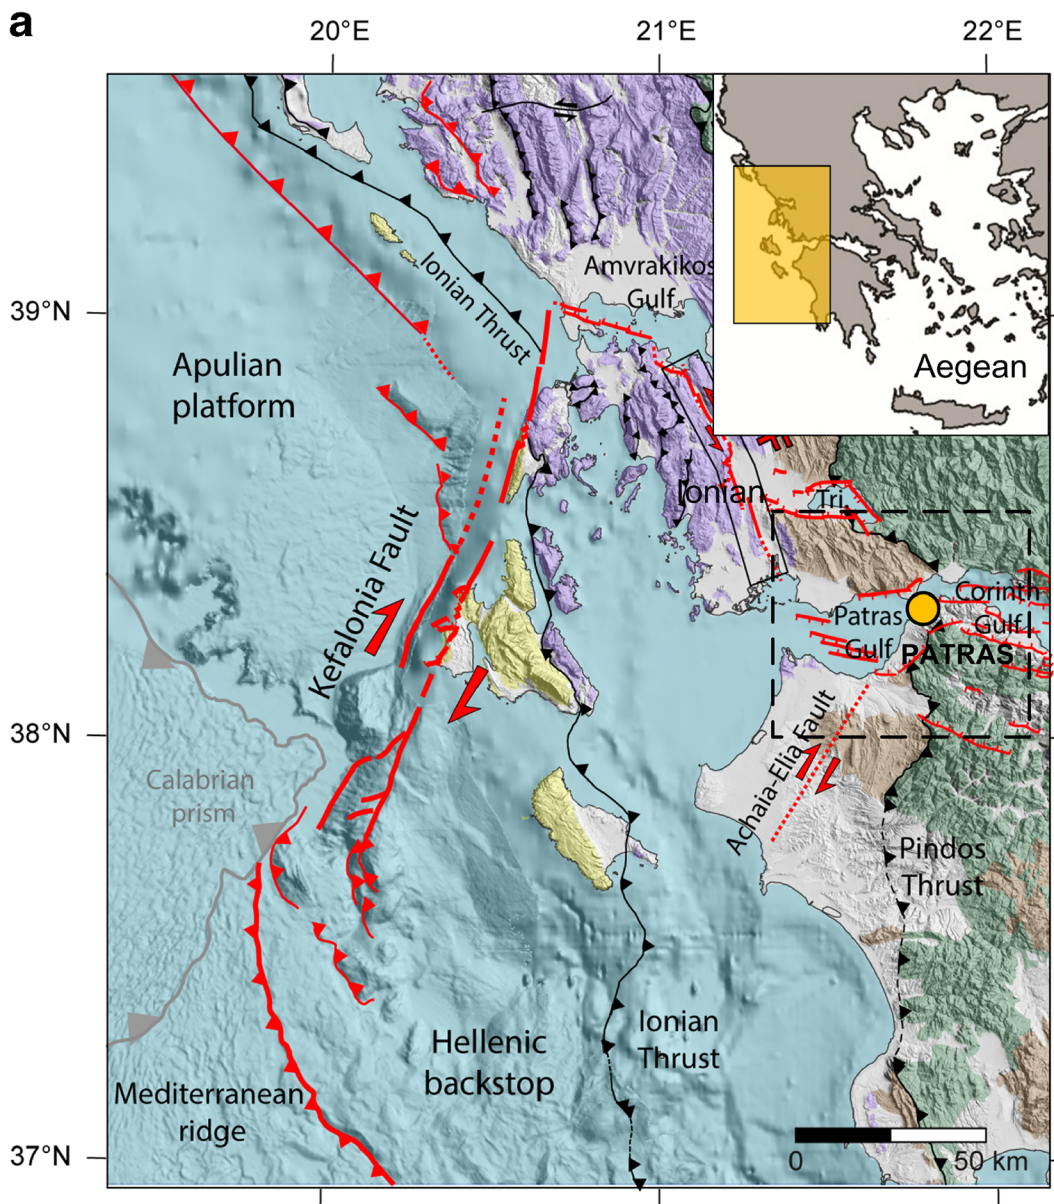 a
20°E
21°E
22°E
39°N
38°N
37°N
Aegean
Amvrakikos
Gulf
Ionian Thrust
Apulian
platform
Ionian
Tri
Kefalonia Fault
Corinth
Gulf
Patras
Gulf
PATRAS
Achaia-Elia Fault
Calabrian
prism
Pindos
Thrust
Ionian
Thrust
Hellenic
backstop
Mediterranean
ridge
0
50 km